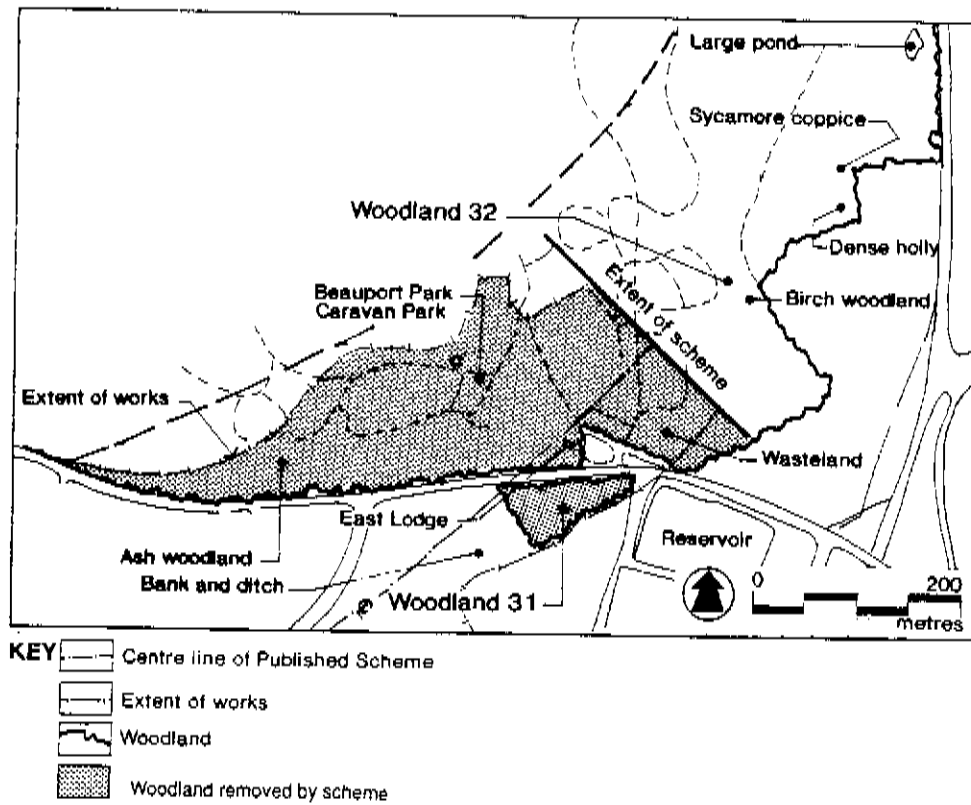 Large pond
Sycamore coppice
Woodland 32
Dense holly
Beauport Park
Caravan Park
Birch woodland
Extent of scheme
Extent of works
Wasteland
East Lodge
Ash woodland
Reservoir
Bank and ditch
0 200
Woodland 31
metres
KEY
Centre line of Published Scheme
Extent of works
Woodland
Woodland removed by scheme